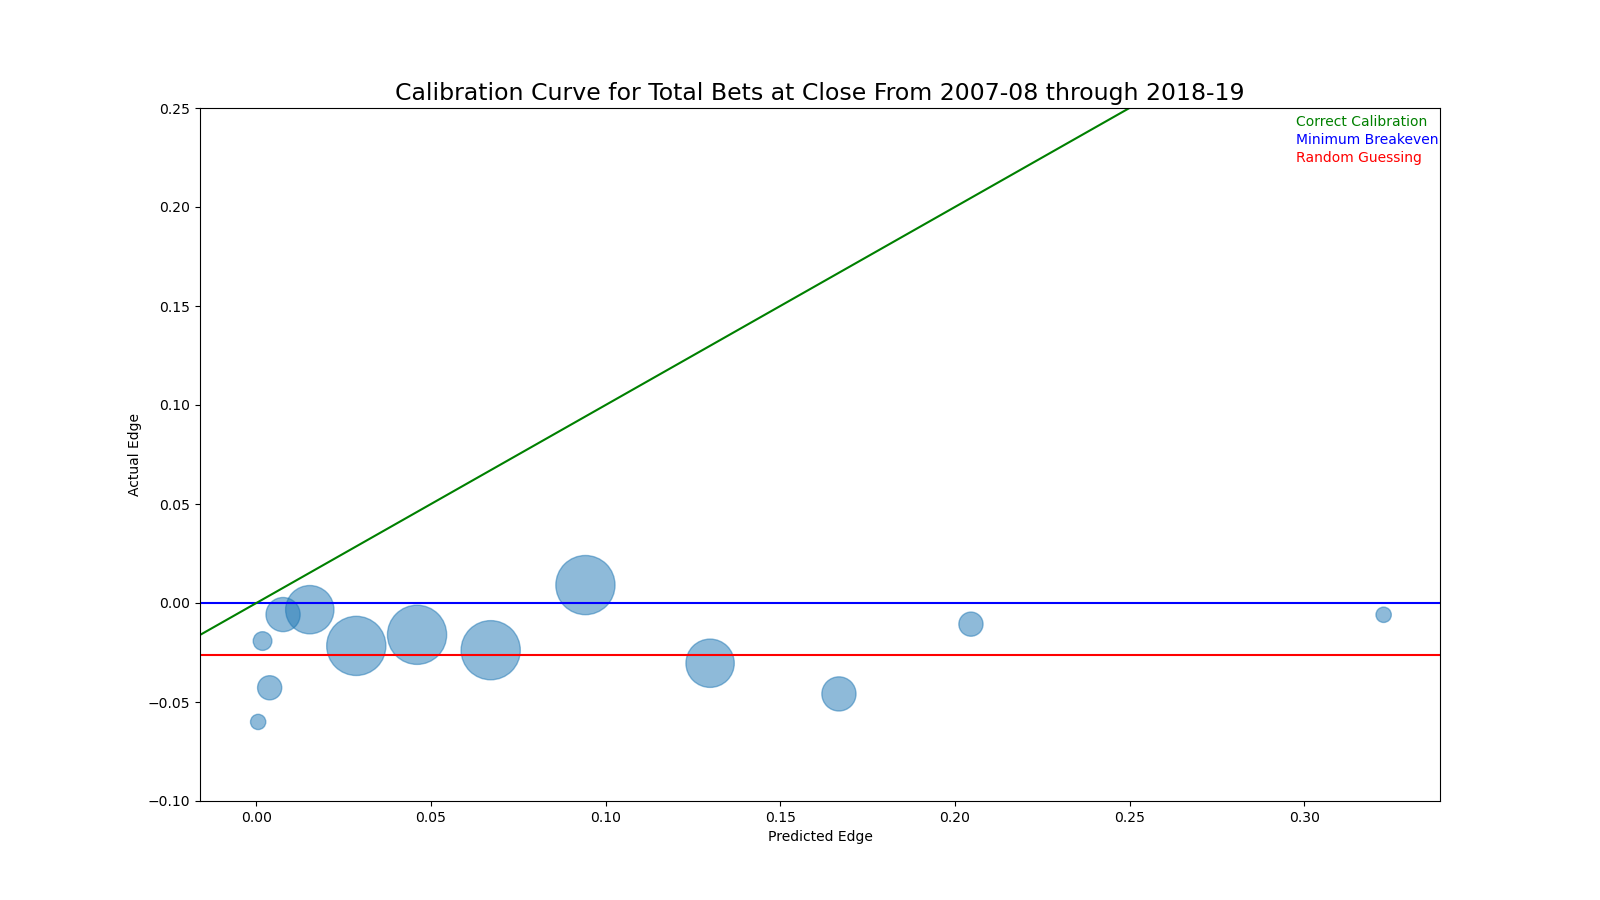 Calibration Curve for Total Bets at Close From 2007-08 through 2018-19
Correct Calibration
Minimum Breakeven
Random Guessing
0.25
0.20
0.15
0.10
0.05
0.00
−0.05
−0.10
Actual Edge
0.00 0.05 0.10 0.15 0.20 0.25 0.30
Predicted Edge